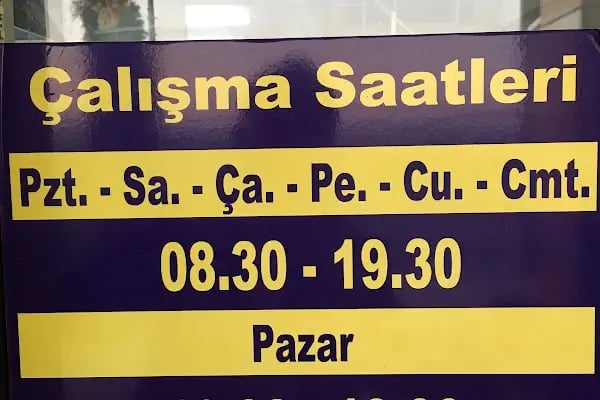 Çalışma Saatleri
Pzt. - Sa. - Ça. - Pe. - Cu. - Cmt.
08.30 - 19.30
Pazar